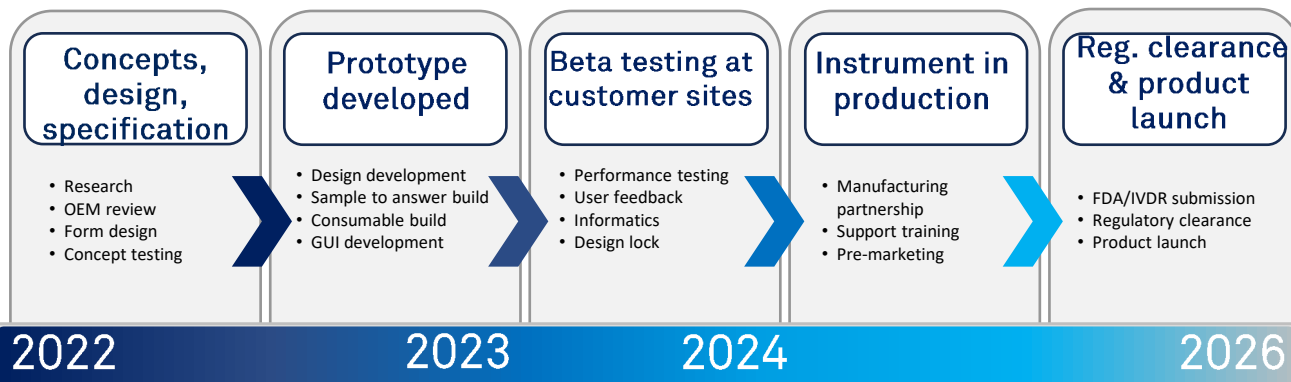 Concepts,
design,
specification
• Research
• OEM review
• Form design
• Concept testing
Prototype
developed
• Design development
• Sample to answer build
• Consumable build
• GUI development
Beta testing at
customer sites
• Performance testing
• User feedback
• Informatics
• Design lock
Instrument in
production
• Manufacturing
partnership
• Support training
• Pre-marketing
Reg. clearance
& product
launch
• FDA/IVDR submission
• Regulatory clearance
• Product launch
2022
2023
2024
2026